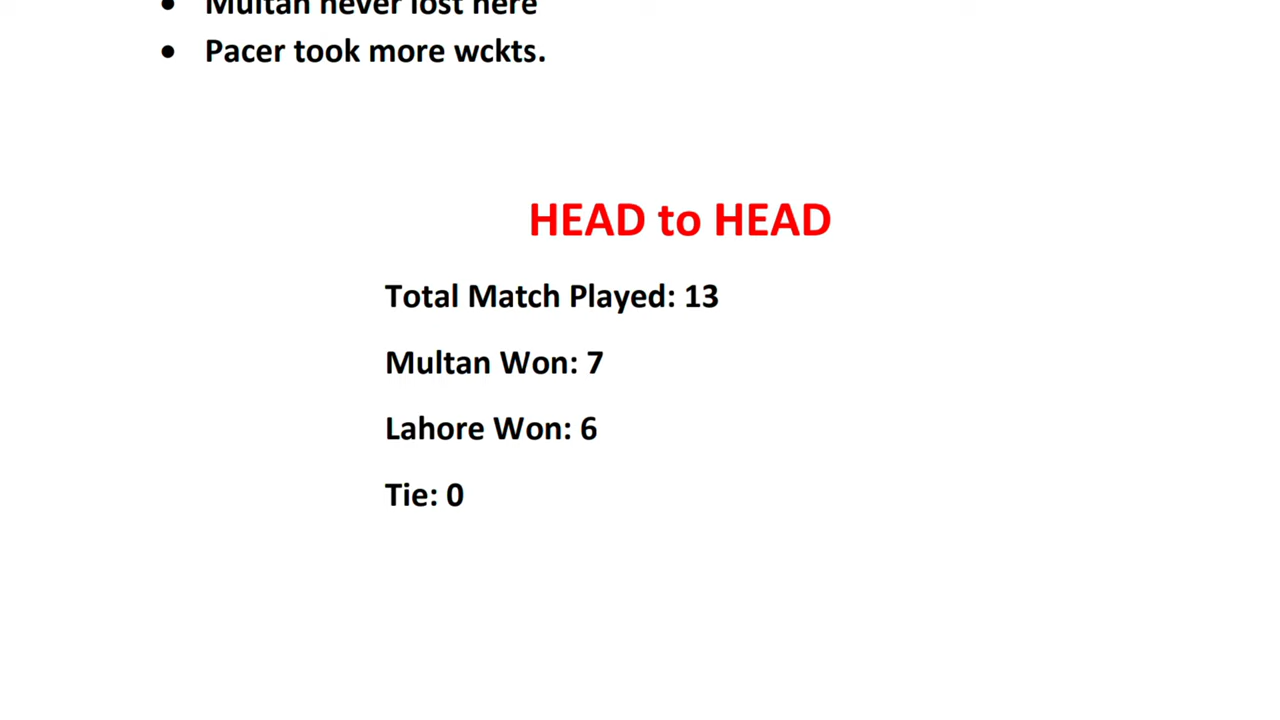 • Multan never lost here
• Pacer took more wckts.
HEAD to HEAD
Total Match Played: 13
Multan Won: 7
Lahore Won: 6
Tie: 0